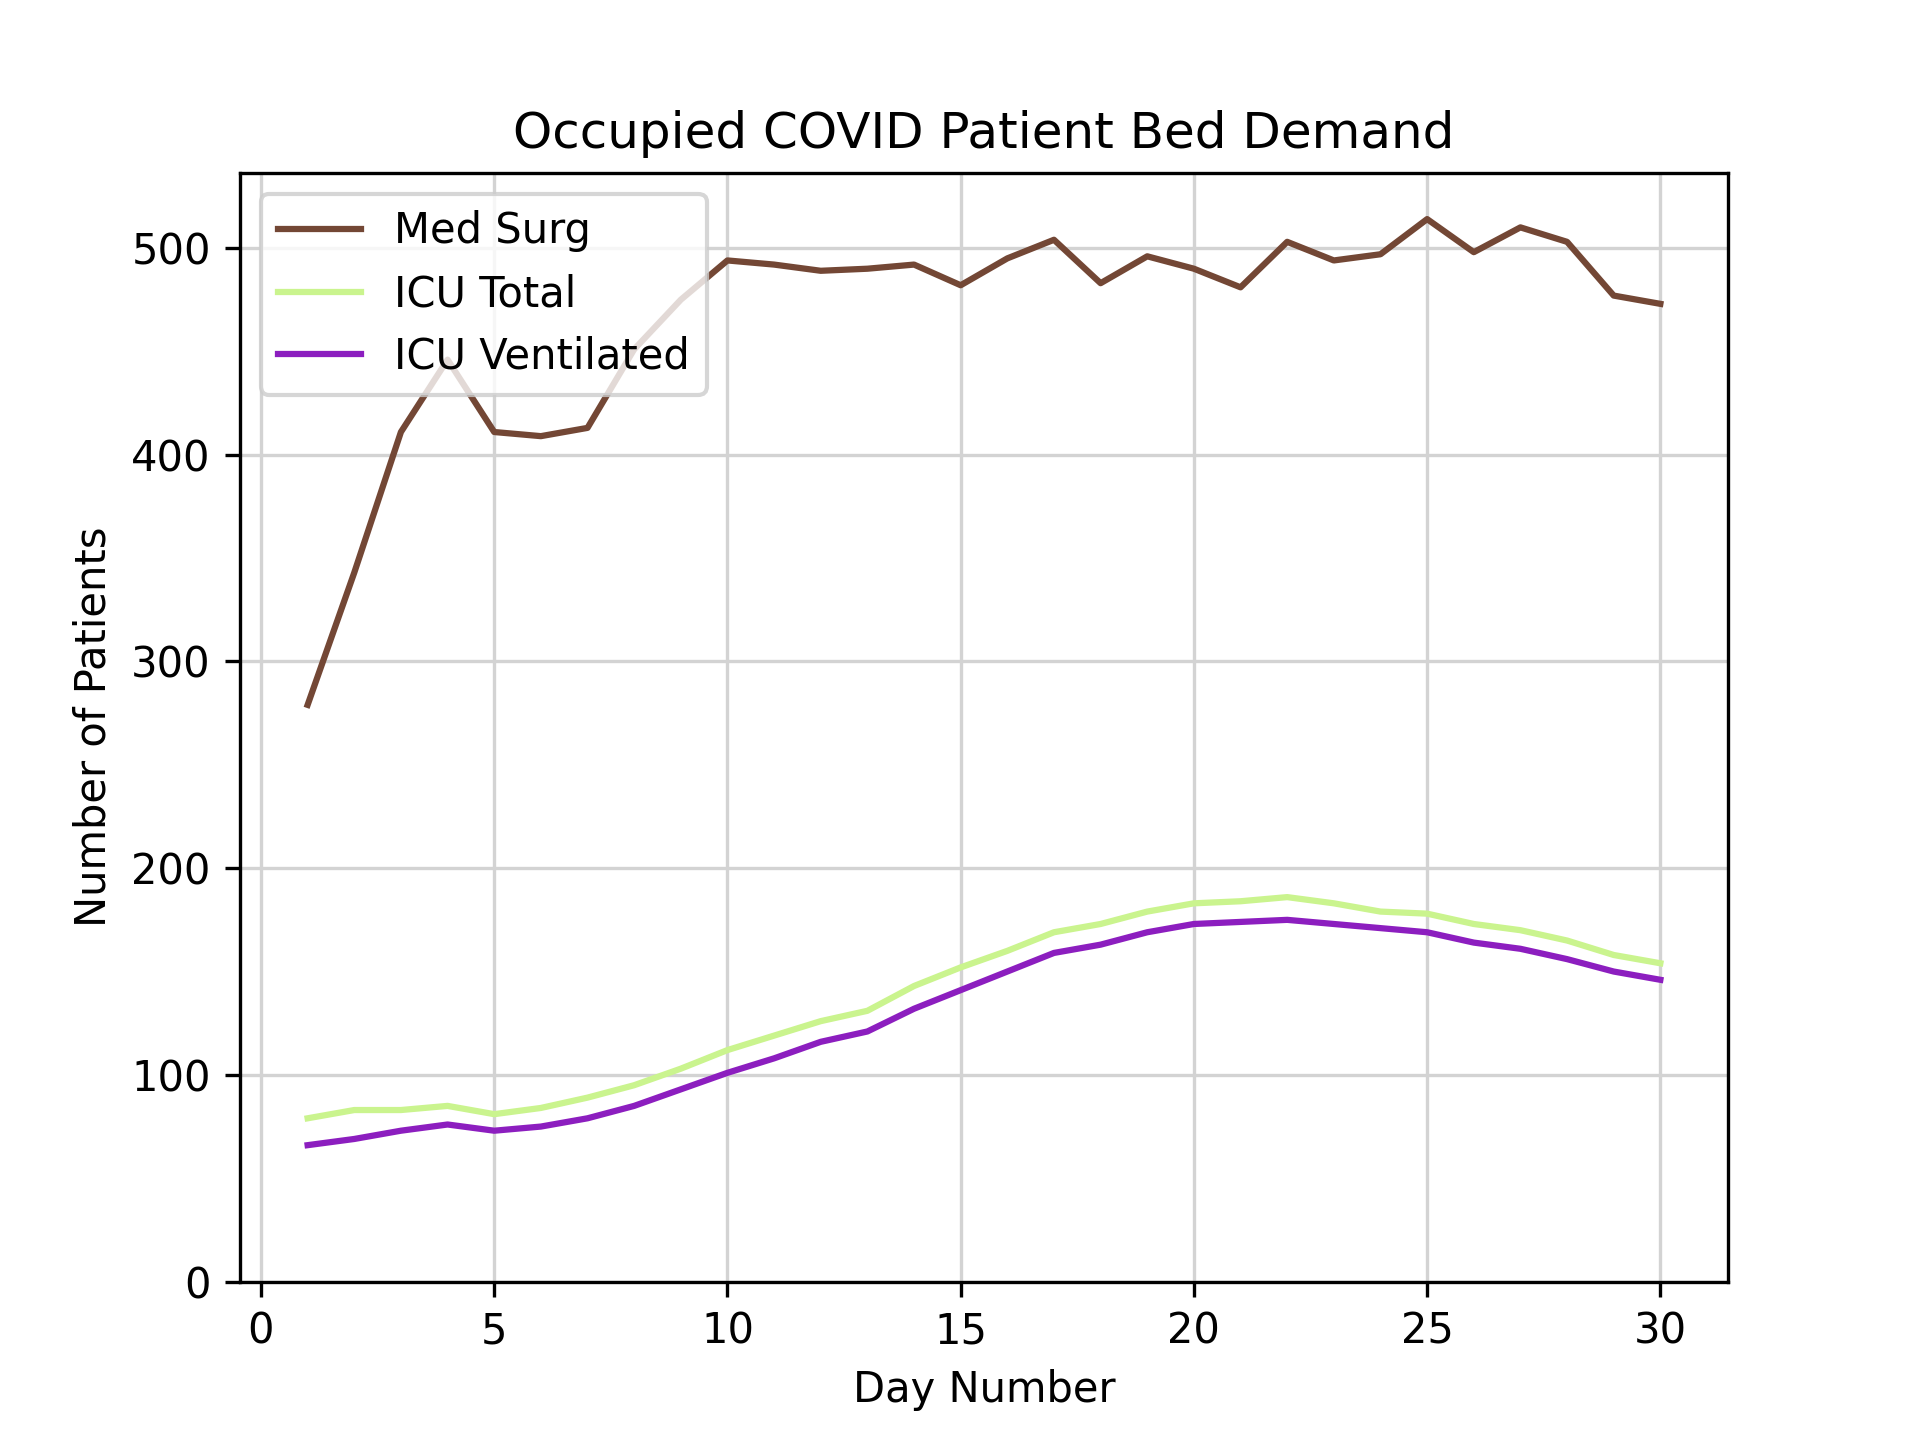 Occupied COVID Patient Bed Demand
Med Surg
ICU Total
ICU Ventilated
Number of Patients
500
400
300
200
100
0
0 5 10 15 20 25 30
Day Number